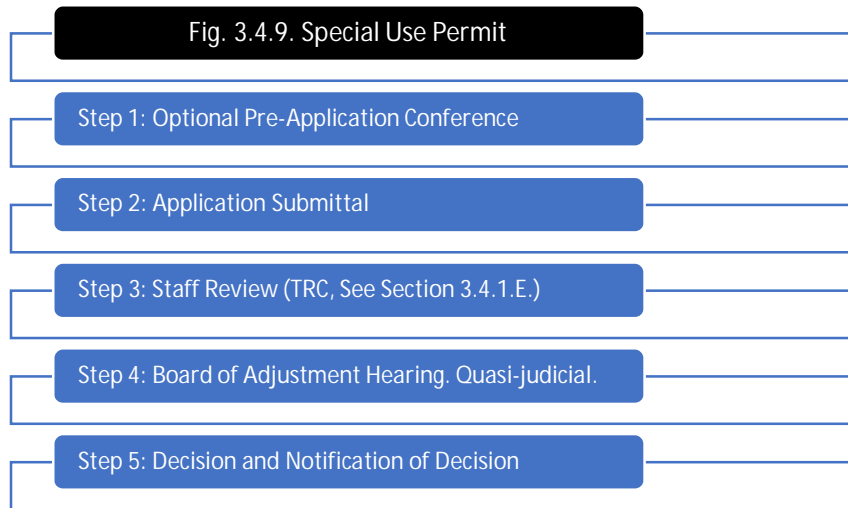 Fig. 3.4.9. Special Use Permit
Step 1: Optional Pre-Application Conference
Step 2: Application Submittal
Step 3: Staff Review (TRC, See Section 3.4.1.E.)
Step 4: Board of Adjustment Hearing. Quasi-judicial.
Step 5: Decision and Notification of Decision